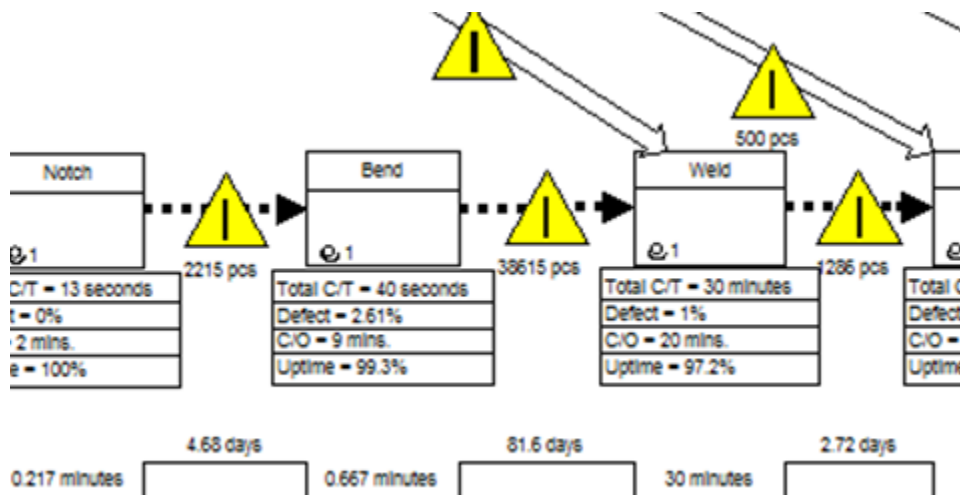 500 pcs
Notch
Bend
Weld
1
1
1
2215 pcs
38615 pcs
1286 pcs
C/T = 13 seconds
= 0%
2 mins.
= 100%
Total C/T = 40 seconds
Defect = 2.61%
C/O = 9 mins.
Uptime = 99.3%
Total C/T = 30 minutes
Defect = 1%
C/O = 20 mins.
Uptime = 97.2%
Total
Defect
C/O =
Uptime
4.68 days
81.6 days
2.72 days
0.217 minutes
0.667 minutes
30 minutes